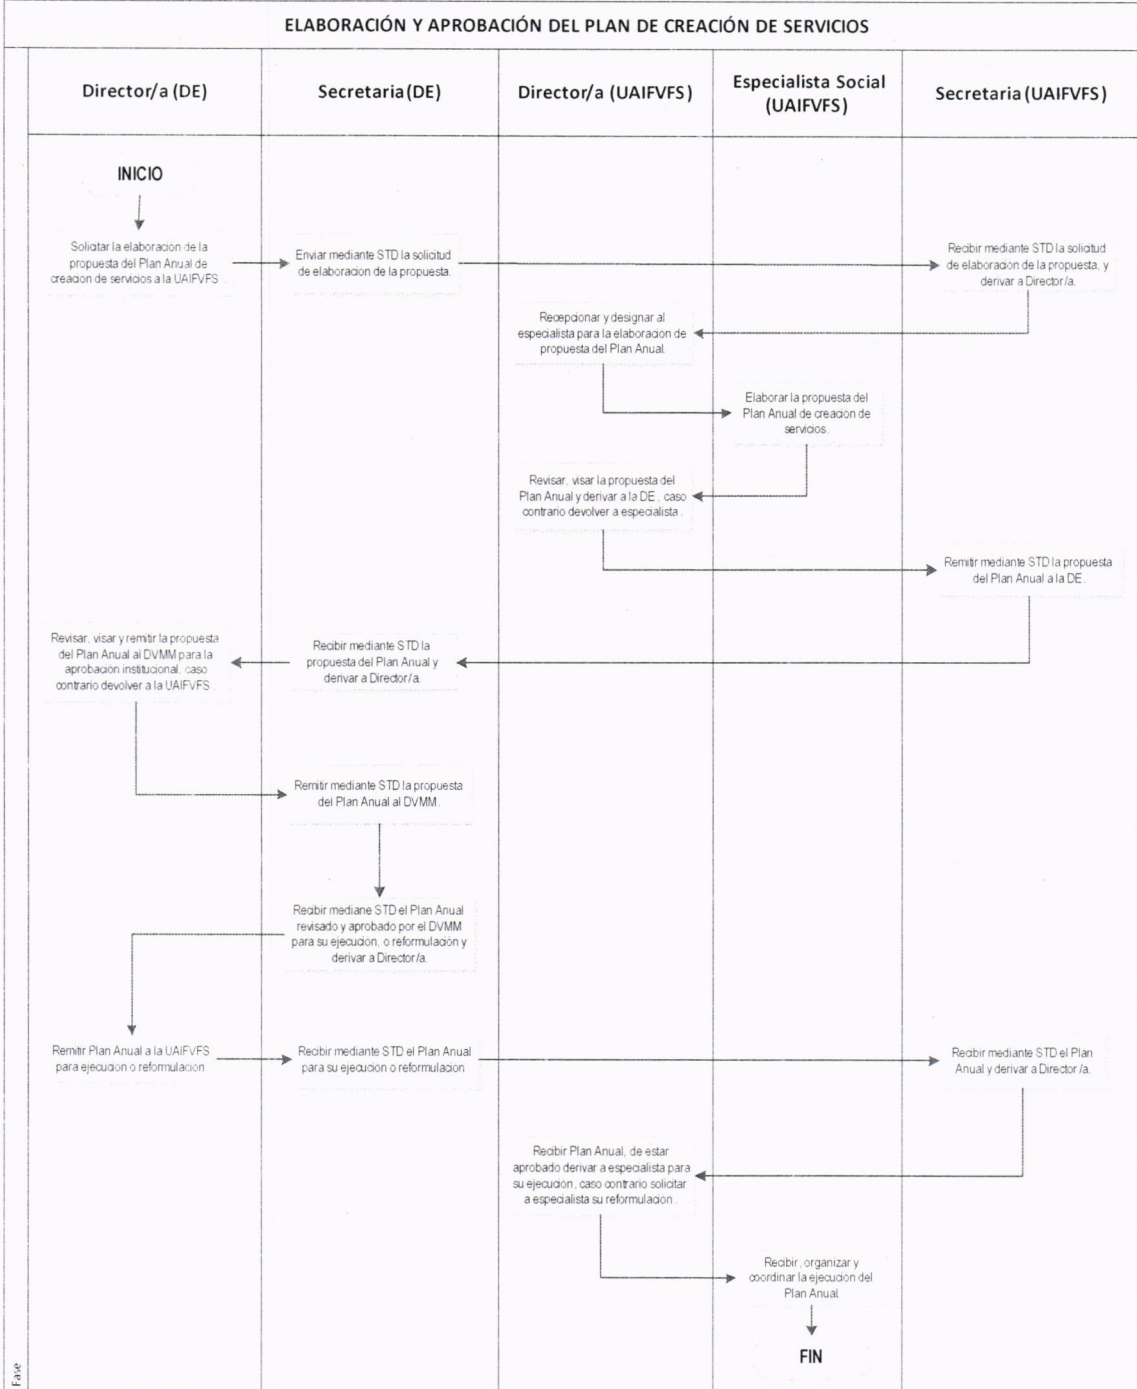 ELABORACIÓN Y APROBACIÓN DEL PLAN DE CREACIÓN DE SERVICIOS
Director/a (DE)
Secretaria (DE)
Director/a (UAIFVFS)
Especialista Social
(UAIFVFS)
Secretaria (UAIFVFS)
INICIO
Solicitar la elaboracion de la
propuesta del Plan Anual de
creacion de servicios a la UAIFVFS.
Enviar mediante STD la solicitud
de elaboracion de la propuesta.
Recibir mediante STD la solicitud
de elaboracion de la propuesta, y
derivar a Director/a.
Recepcionar y designar al
especialista para la elaboracion de
propuesta del Plan Anual.
Elaborar la propuesta del
Plan Anual de creacion de
servicios.
Revisar, visar la propuesta del
Plan Anual y derivar a la DE, caso
contrario devolver a especialista.
Remitir mediante STD la propuesta
del Plan Anual a la DE.
Revisar, visar y remitir la propuesta
del Plan Anual al DVMM para la
aprobacion institucional, caso
contrario devolver a la UAIFVFS.
Recibir mediante STD la
propuesta del Plan Anual y
derivar a Director/a.
Remitir mediante STD la propuesta
del Plan Anual al DVMM.
Recibir mediane STD el Plan Anual
revisado y aprobado por el DVMM
para su ejecucion, o reformulacion y
derivar a Director/a.
Remitir Plan Anual a la UAIFVFS
para ejecucion o reformulacion
Recibir mediante STD el Plan Anual
para su ejecucion o reformulacion
Recibir mediante STD el Plan
Anual y derivar a Director/a.
Recibir Plan Anual, de estar
aprobado derivar a especialista para
su ejecucion, caso contrario solicitar
a especialista su reformulacion.
Recibir, organizar y
coordinar la ejecucion del
Plan Anual
FIN
Fase